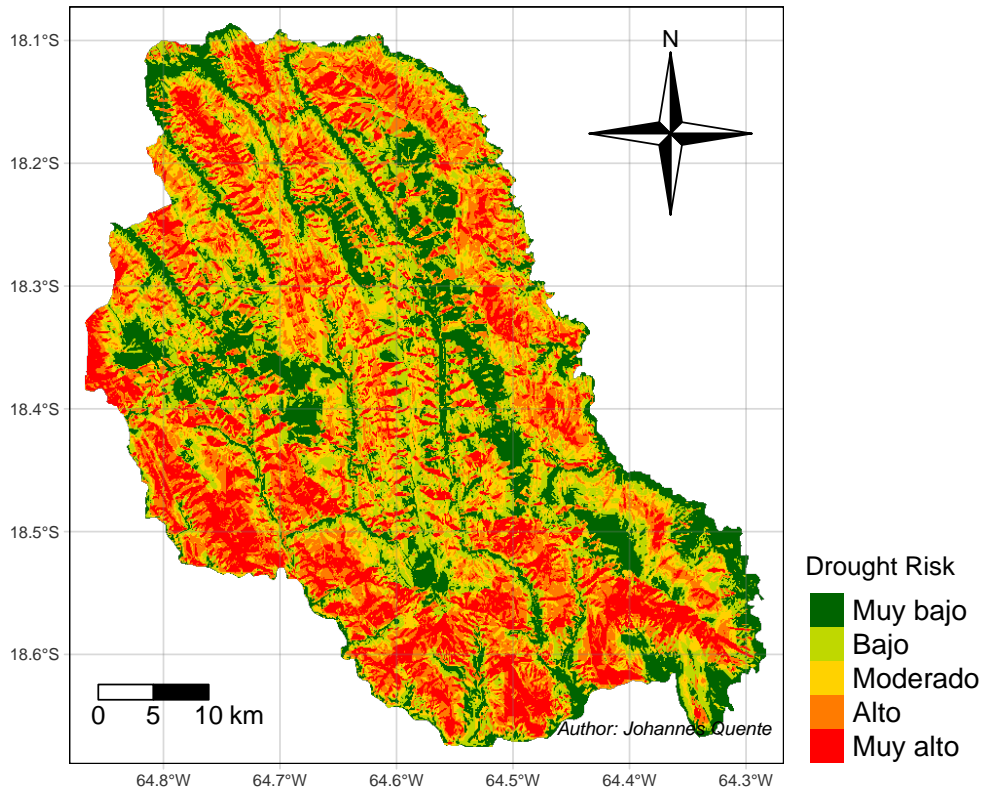 18.1°S
N
18.2°S
18.3°S
18.4°S
18.5°S
18.6°S
Drought Risk
Muy bajo
Bajo
Moderado
Alto
Muy alto
0 5 10 km
Author: Johannes Quente
64.8°W 64.7°W 64.6°W 64.5°W 64.4°W 64.3°W